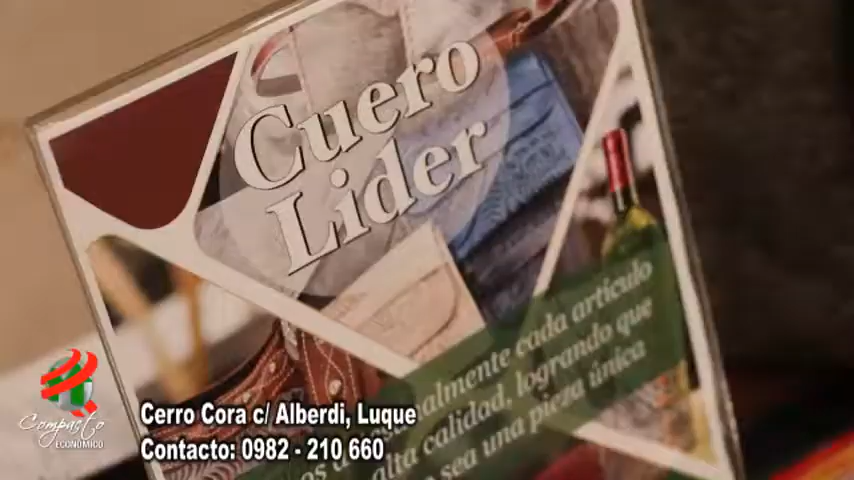 Cuero
Lider
almente cada artículo
alta calidad, logrando que
sea una pieza única
Cerro Cora c/ Alberdi, Luque
Contacto: 0982 - 210 660
Compacto
ECONÓMICO